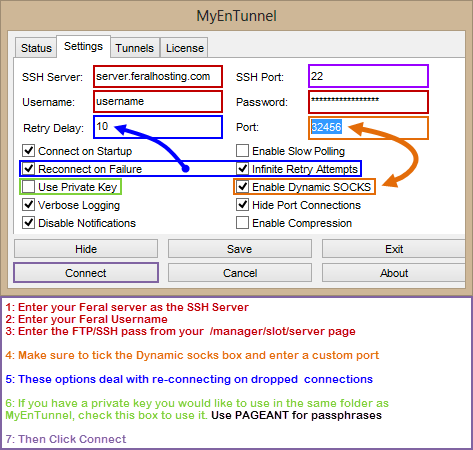 MyEnTunnel
Status Settings Tunnels License
SSH Server: server.feralhosting.com SSH Port: 22
Username: username Password: *****************
Retry Delay: 10 Port: 32456
Connect on Startup Enable Slow Polling
Reconnect on Failure Infinite Retry Attempts
Use Private Key Enable Dynamic SOCKS
Verbose Logging Hide Port Connections
Disable Notifications Enable Compression
Hide Save Exit
Connect Cancel About
1: Enter your Feral server as the SSH Server
2: Enter your Feral Username
3: Enter the FTP/SSH pass from your /manager/slot/server page
4: Make sure to tick the Dynamic socks box and enter a custom port
5: These options deal with re-connecting on dropped connections
6: If you have a private key you would like to use in the same folder as
MyEnTunnel, check this box to use it. Use PAGEANT for passphrases
7: Then Click Connect